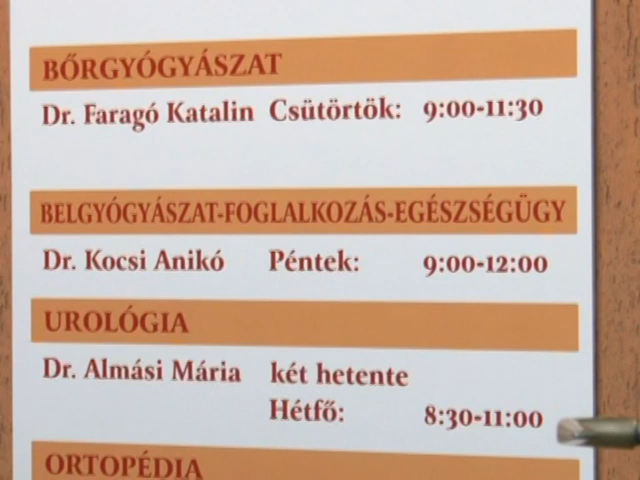 BŐRGYÓGYÁSZAT
Dr. Faragó Katalin Csütörtök: 9:00-11:30
BELGYÓGYÁSZAT-FOGLALKOZÁS-EGÉSZSÉGÜGY
Dr. Kocsi Anikó Péntek: 9:00-12:00
UROLÓGIA
Dr. Almási Mária két hetente
Hétfő: 8:30-11:00
ORTOPÉDIA